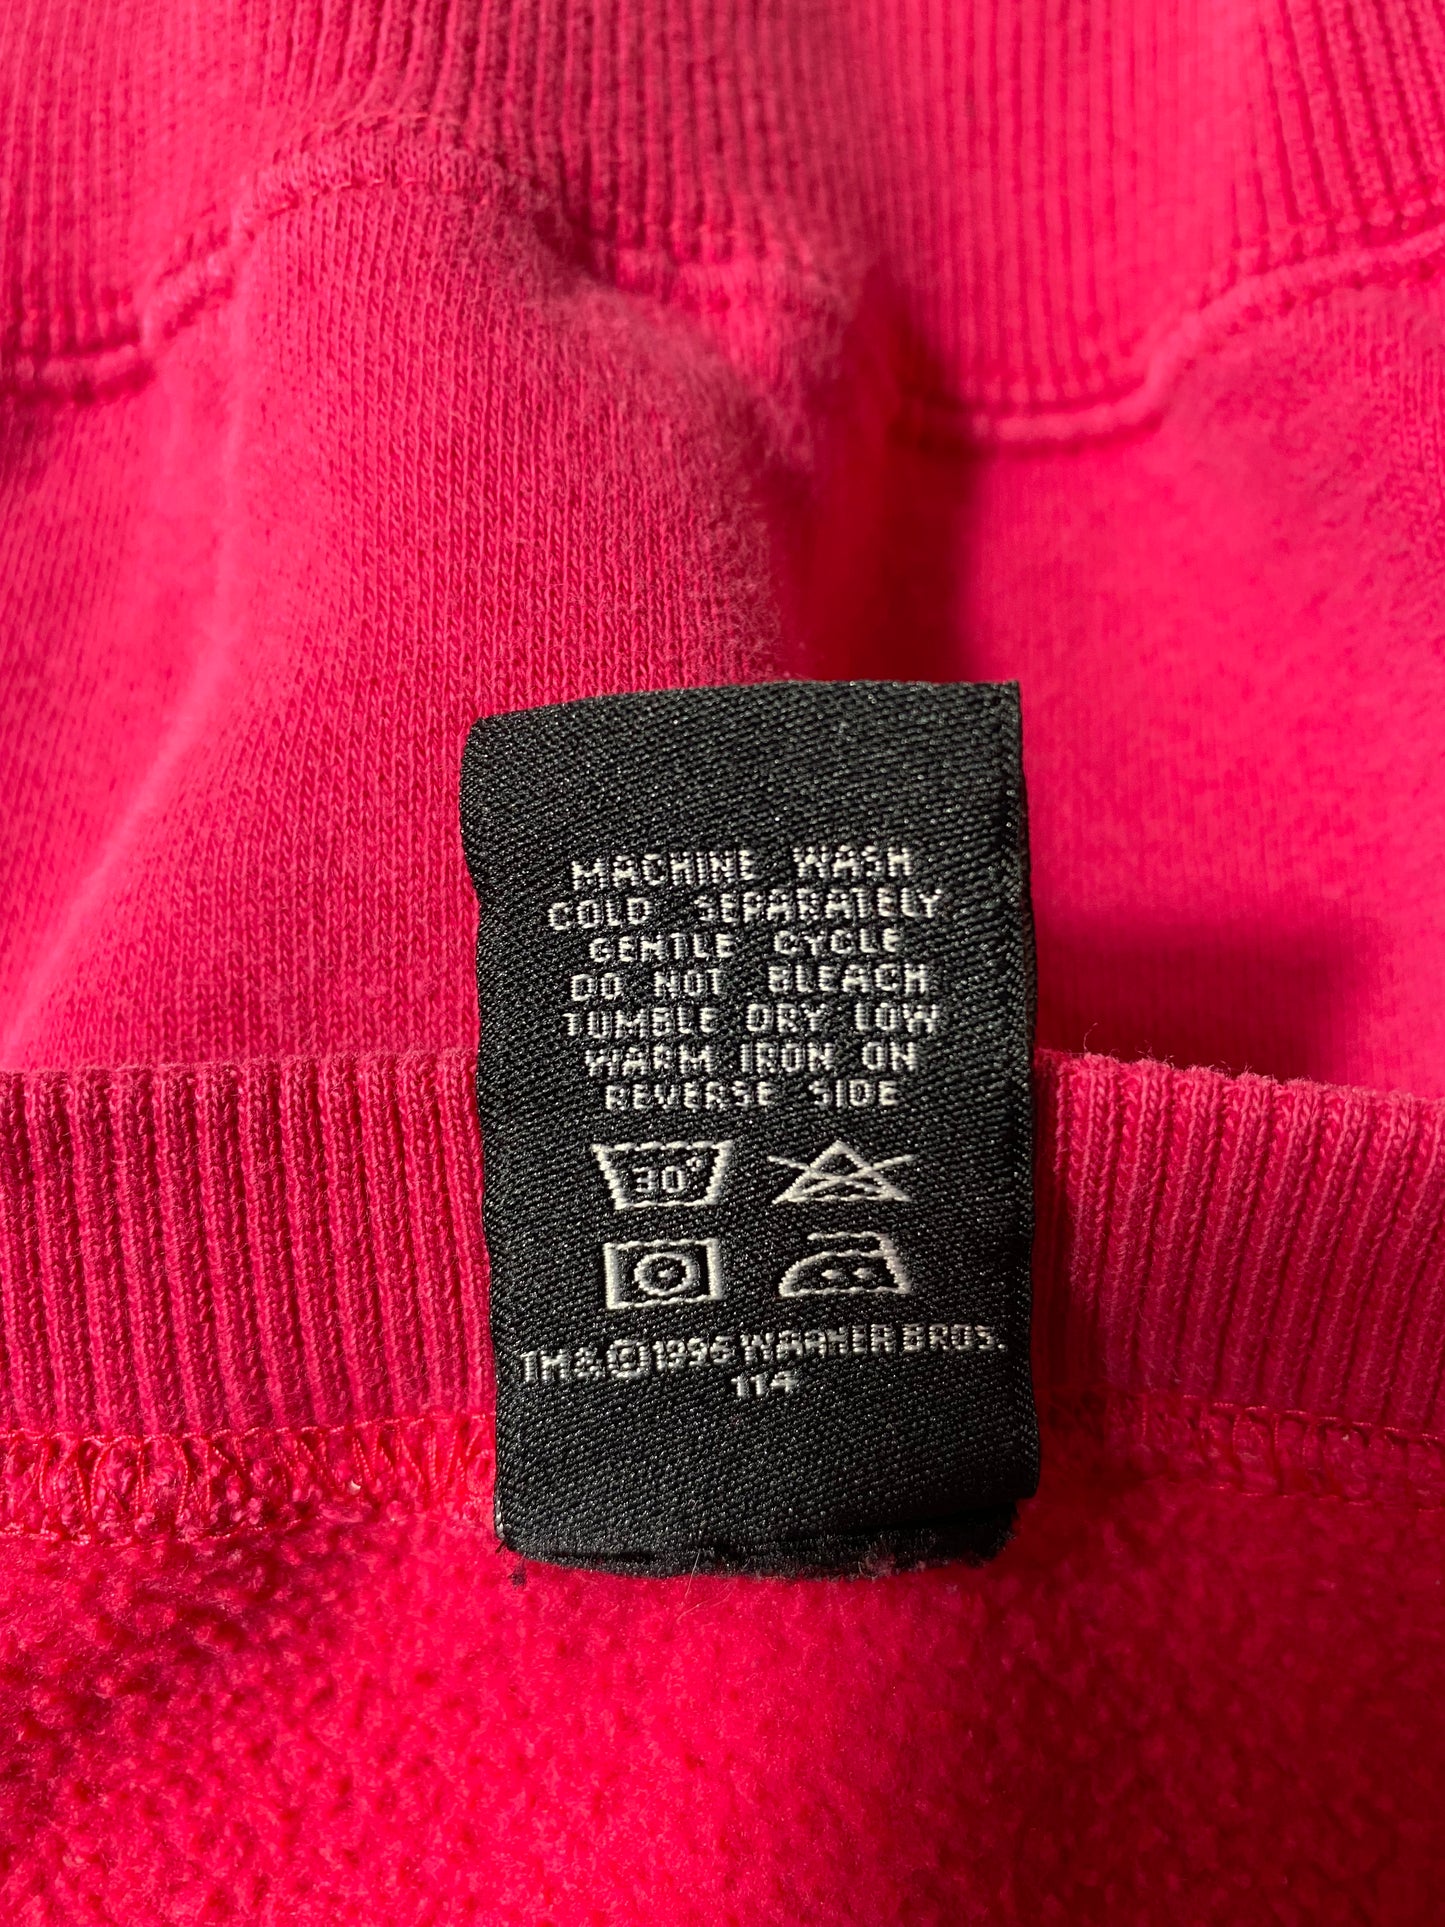 MACHINE WASH
COLD SEPARATELY
GENTLE CYCLE
DO NOT BLEACH
TUMBLE DRY LOW
WARM IRON ON
REVERSE SIDE
30°
TM & © 1996 WARNER BROS.
114